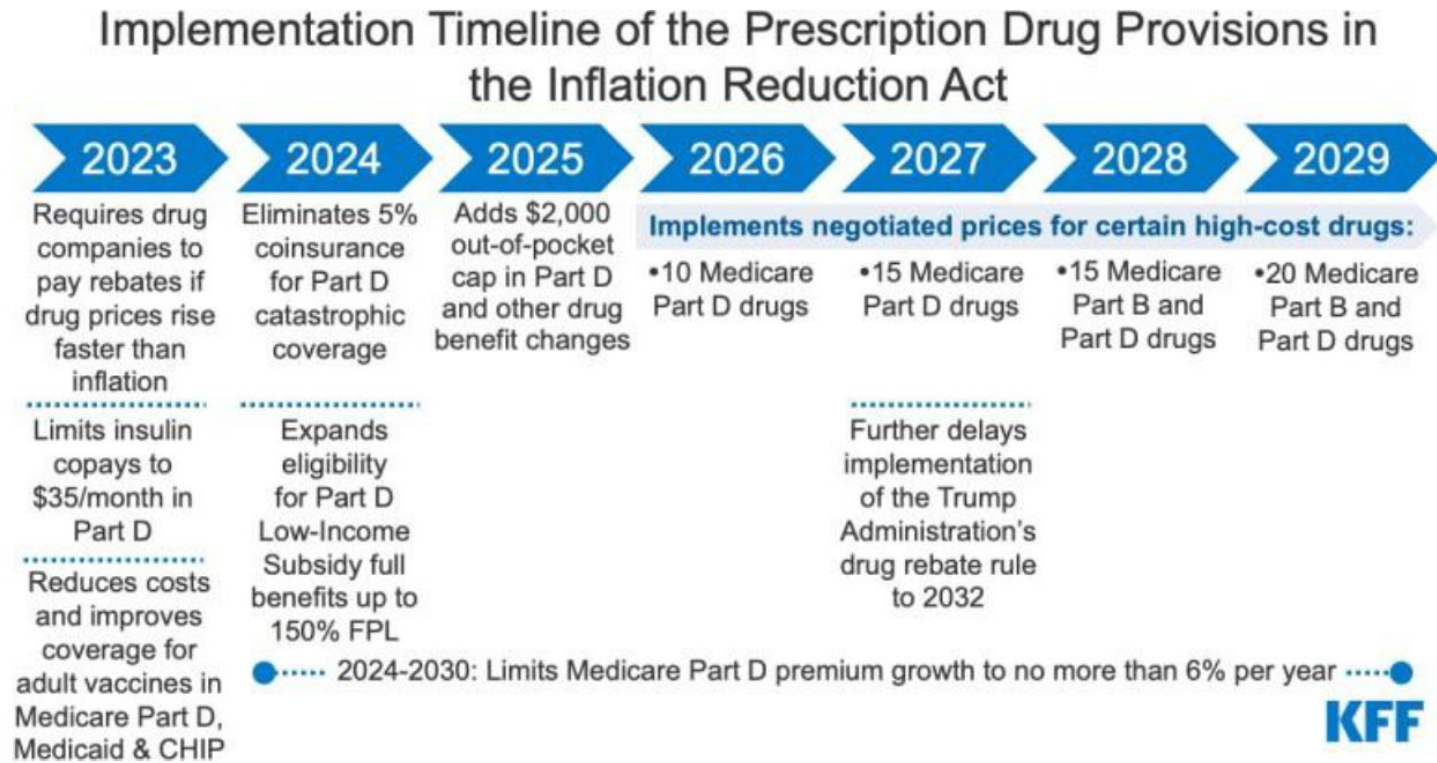 Implementation Timeline of the Prescription Drug Provisions in
the Inflation Reduction Act
2023
Requires drug
companies to
pay rebates if
drug prices rise
faster than
inflation
Limits insulin
copays to
$35/month in
Part D
Reduces costs
and improves
coverage for
adult vaccines in
Medicare Part D,
Medicaid & CHIP
2024
Eliminates 5%
coinsurance
for Part D
catastrophic
coverage
Expands
eligibility
for Part D
Low-Income
Subsidy full
benefits up to
150% FPL
2025
Adds $2,000
out-of-pocket
cap in Part D
and other drug
benefit changes
2026
2027
2028
2029
Implements negotiated prices for certain high-cost drugs:
•10 Medicare
Part D drugs
•15 Medicare
Part D drugs
Further delays
implementation
of the Trump
Administration’s
drug rebate rule
to 2032
•15 Medicare
Part B and
Part D drugs
•20 Medicare
Part B and
Part D drugs
2024-2030: Limits Medicare Part D premium growth to no more than 6% per year
KFF